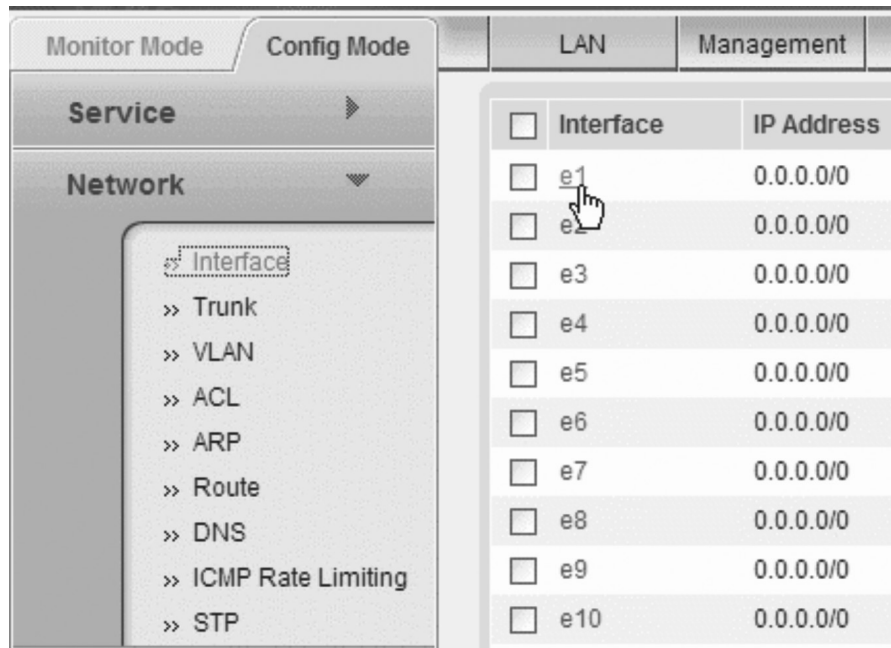 Monitor Mode
Config Mode
Service
Network
Interface
Trunk
VLAN
ACL
ARP
Route
DNS
ICMP Rate Limiting
STP
LAN
Management
Interface IP Address
e1 0.0.0.0/0
e2 0.0.0.0/0
e3 0.0.0.0/0
e4 0.0.0.0/0
e5 0.0.0.0/0
e6 0.0.0.0/0
e7 0.0.0.0/0
e8 0.0.0.0/0
e9 0.0.0.0/0
e10 0.0.0.0/0